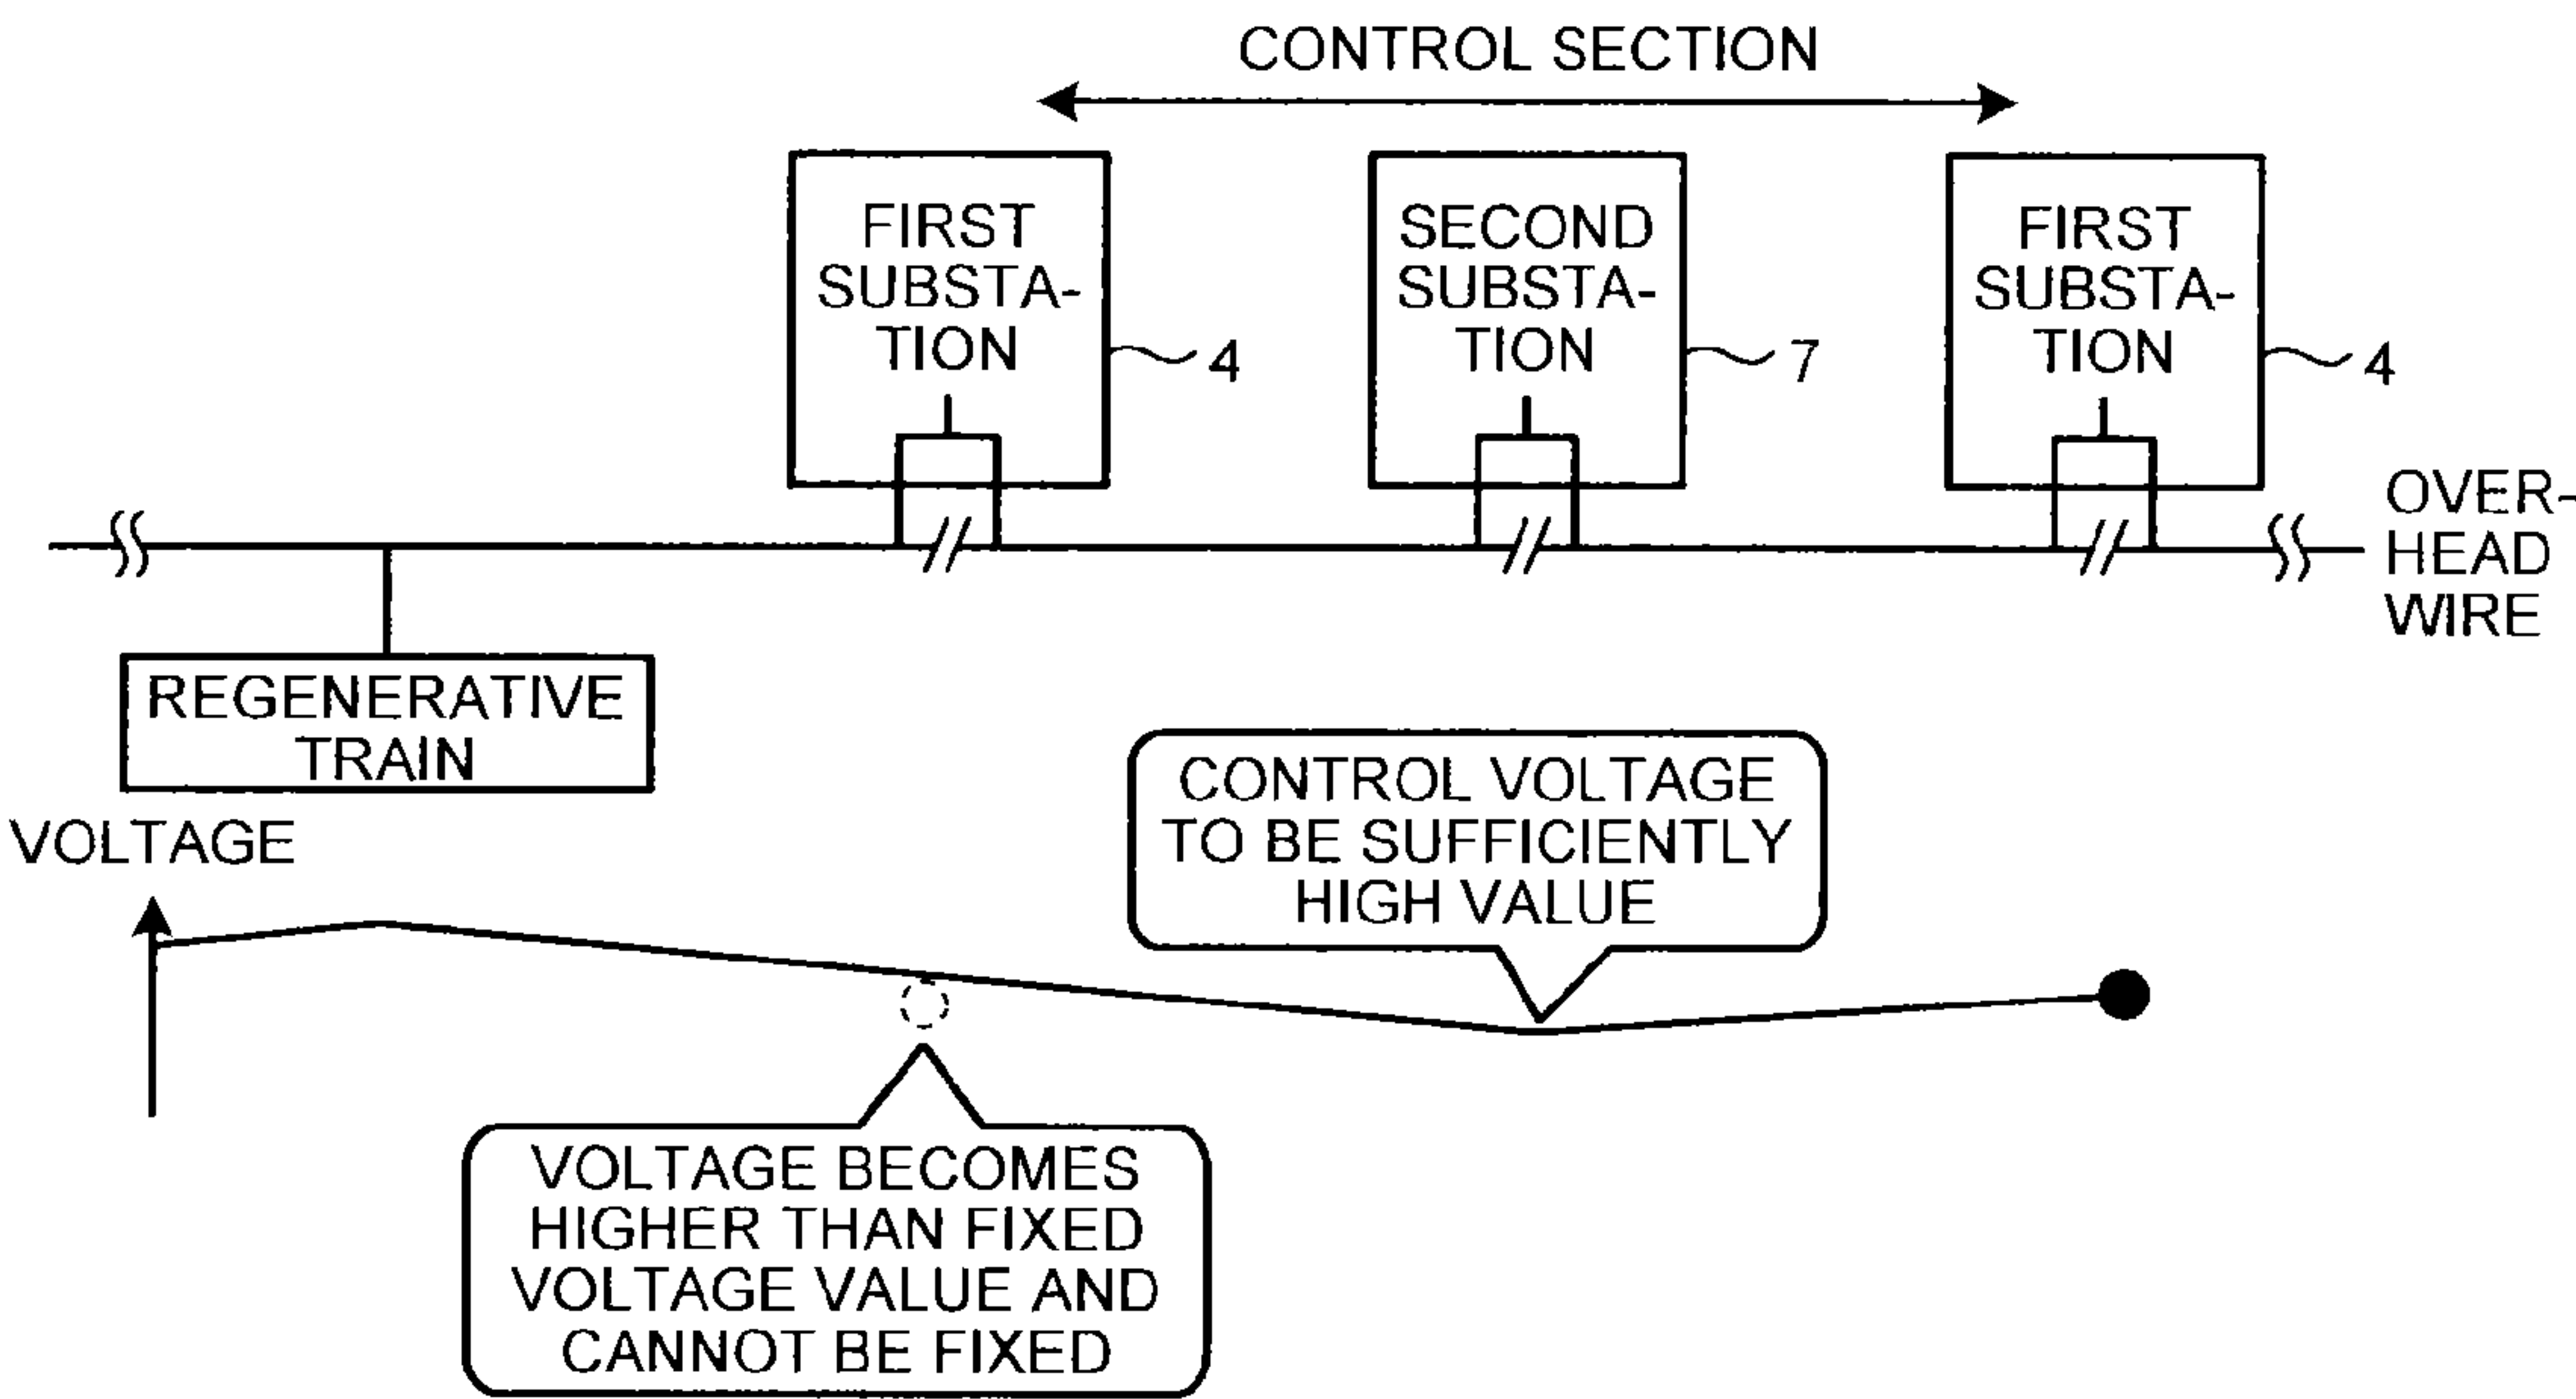 CONTROL SECTION
FIRST
SUBSTA-
TION
4
SECOND
SUBSTA-
TION
7
FIRST
SUBSTA-
TION
4
OVER-
HEAD
WIRE
REGENERATIVE
TRAIN
VOLTAGE
CONTROL VOLTAGE
TO BE SUFFICIENTLY
HIGH VALUE
VOLTAGE BECOMES
HIGHER THAN FIXED
VOLTAGE VALUE AND
CANNOT BE FIXED